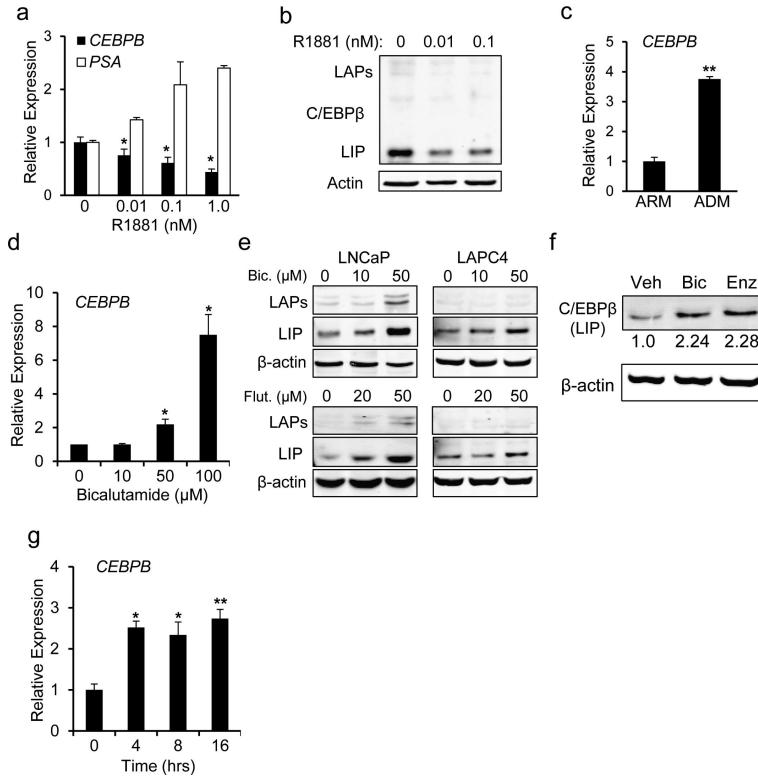 a
CEBPB
PSA
Relative Expression
3
2
1
0
* * *
0 0.01 0.1 1.0
R1881 (nM)
b
R1881 (nM): 0 0.01 0.1
LAPs
C/EBPβ
LIP
Actin
c
CEBPB
Relative Expression
5
4
3
2
1
0
**
ARM ADM
d
CEBPB
Relative Expression
10
8
6
4
2
0
* *
0 10 50 100
Bicalutamide (µM)
e
LNCaP LAPC4
Bic. (µM) 0 10 50 0 10 50
LAPs
LIP
β-actin
Flut. (µM) 0 20 50 0 20 50
LAPs
LIP
β-actin
f
Veh Bic Enz
C/EBPβ
(LIP)
1.0 2.24 2.28
β-actin
g
CEBPB
Relative Expression
4
3
2
1
0
* * **
0 4 8 16
Time (hrs)